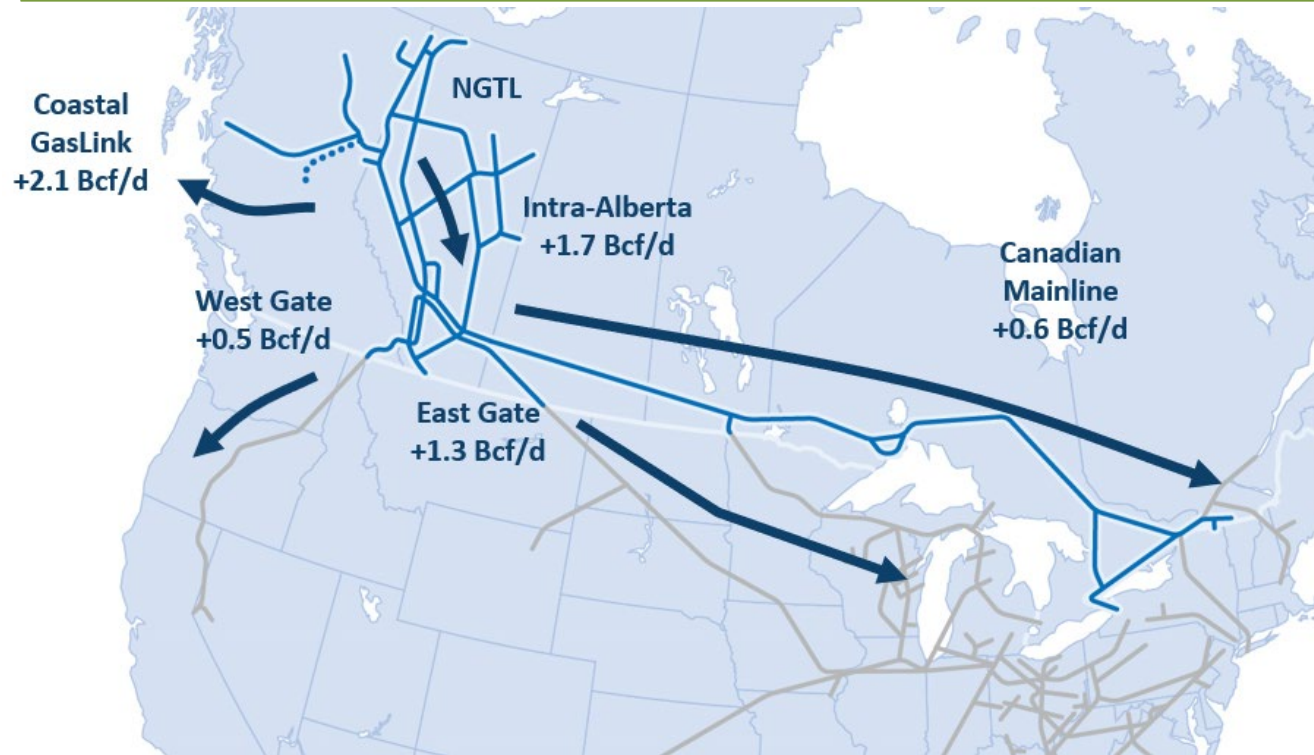 NGTL
Coastal
GasLink
+2.1 Bcf/d
Intra-Alberta
+1.7 Bcf/d
Canadian
Mainline
+0.6 Bcf/d
West Gate
+0.5 Bcf/d
East Gate
+1.3 Bcf/d